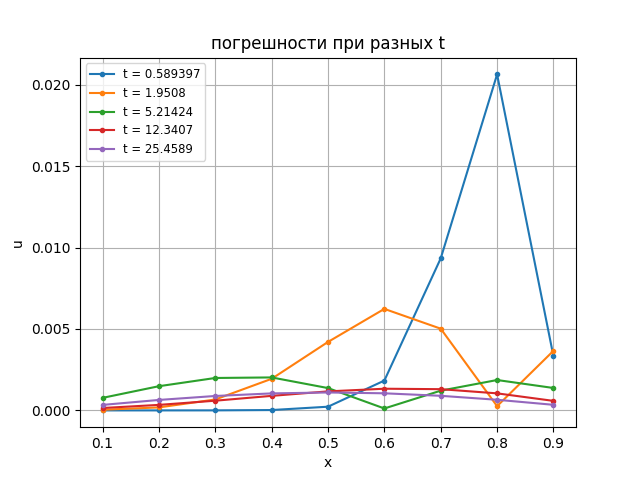 погрешности при разных t
t = 0.589397
t = 1.9508
t = 5.21424
t = 12.3407
t = 25.4589
u
0.020
0.015
0.010
0.005
0.000
0.1 0.2 0.3 0.4 0.5 0.6 0.7 0.8 0.9
x